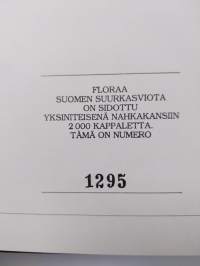 FLORAA
SUOMEN SUURKASVIOTA
ON SIDOTTU
YKSINITEISENÄ NAHKAKANSIIN
2 000 KAPPALETTA.
TÄMÄ ON NUMERO
1295